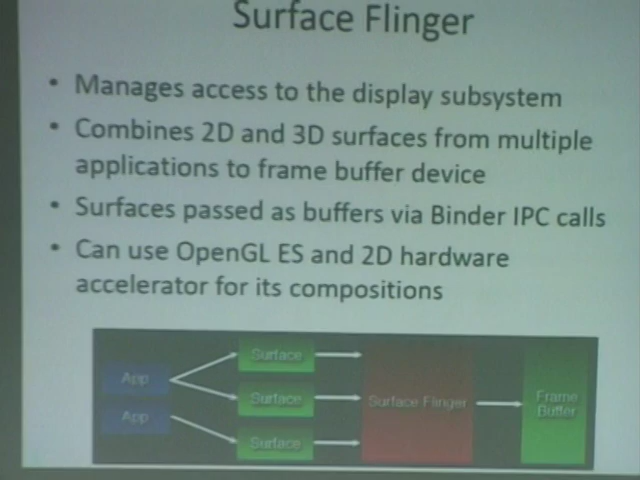 Surface Flinger
• Manages access to the display subsystem
• Combines 2D and 3D surfaces from multiple
applications to frame buffer device
• Surfaces passed as buffers via Binder IPC calls
• Can use OpenGL ES and 2D hardware
accelerator for its compositions
App
App
Surface
Surface
Surface
Surface Flinger
Frame
Buffer